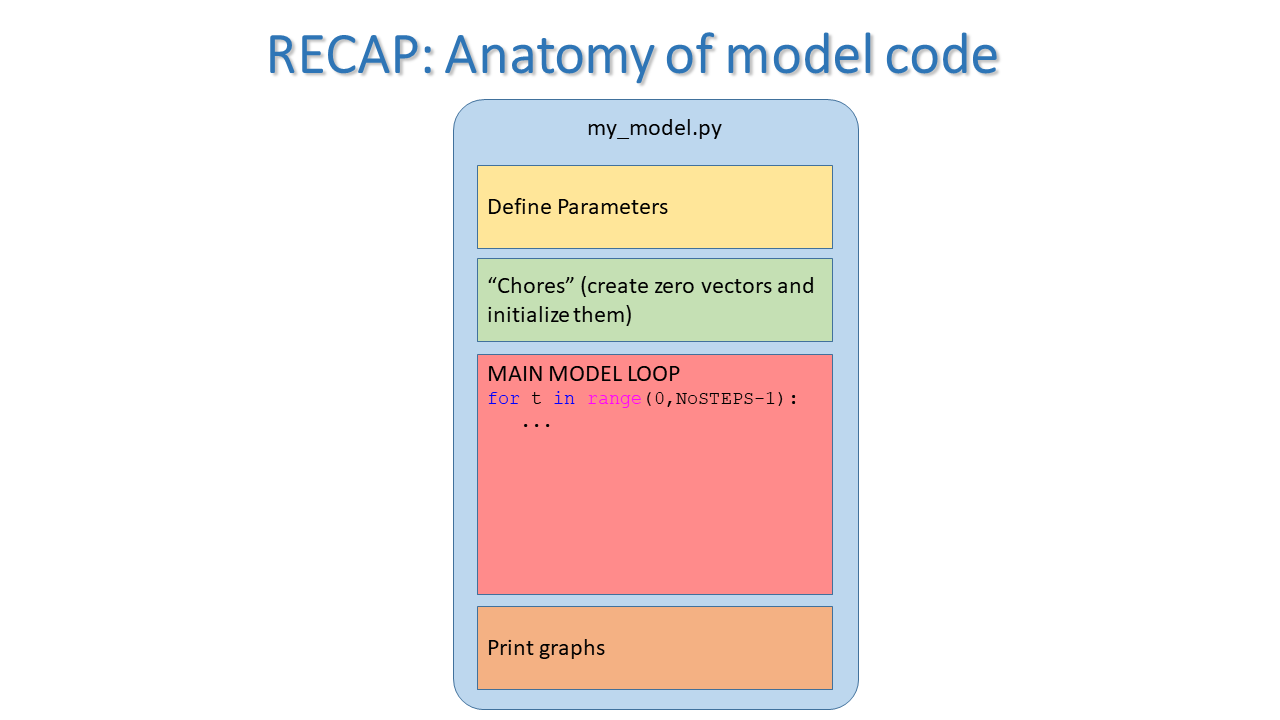 RECAP: Anatomy of model code
my_model.py
Define Parameters
“Chores” (create zero vectors and
initialize them)
MAIN MODEL LOOP
for t in range(0,NoSTEPS-1):
...
Print graphs